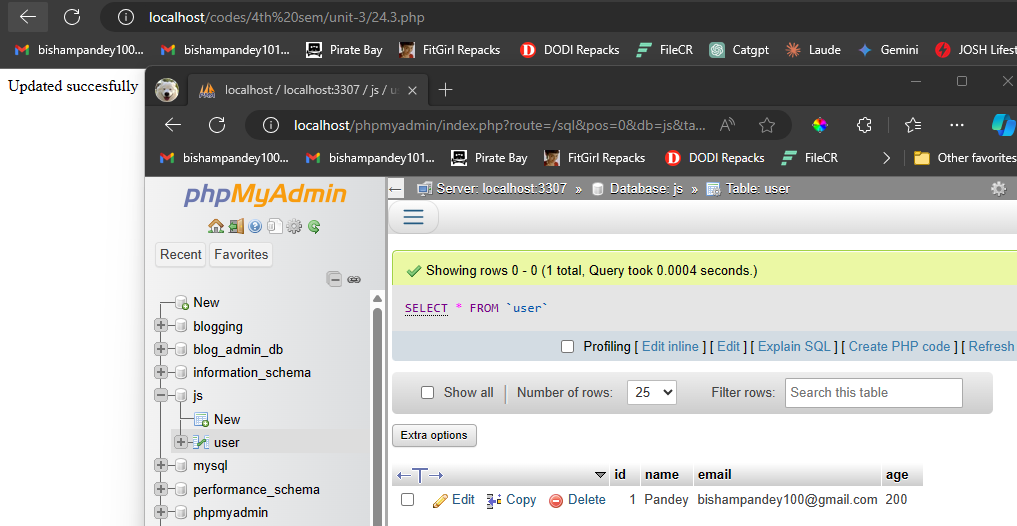 localhost/codes/4th%20sem/unit-3/24.3.php
bishampandey100... bishampandey101... Pirate Bay FitGirl Repacks DODI Repacks FileCR Catgpt Laude Gemini JOSH Lifest
Updated succesfully
localhost / localhost:3307 / js / us
localhost/phpmyadmin/index.php?route=/sql&pos=0&db=js&ta...
bishampandey100... bishampandey101... Pirate Bay FitGirl Repacks DODI Repacks FileCR Other favorites
phpMyAdmin
Recent Favorites
New
blogging
blog_admin_db
information_schema
js
New
user
mysql
performance_schema
phpmyadmin
Server: localhost:3307 » Database: js » Table: user
Showing rows 0 - 0 (1 total, Query took 0.0004 seconds.)
SELECT * FROM `user`
Profiling [ Edit inline ] [ Edit ] [ Explain SQL ] [ Create PHP code ] [ Refresh
Show all Number of rows: 25 Filter rows: Search this table
Extra options
←T→ id name email age
Edit Copy Delete 1 Pandey bishampandey100@gmail.com 200